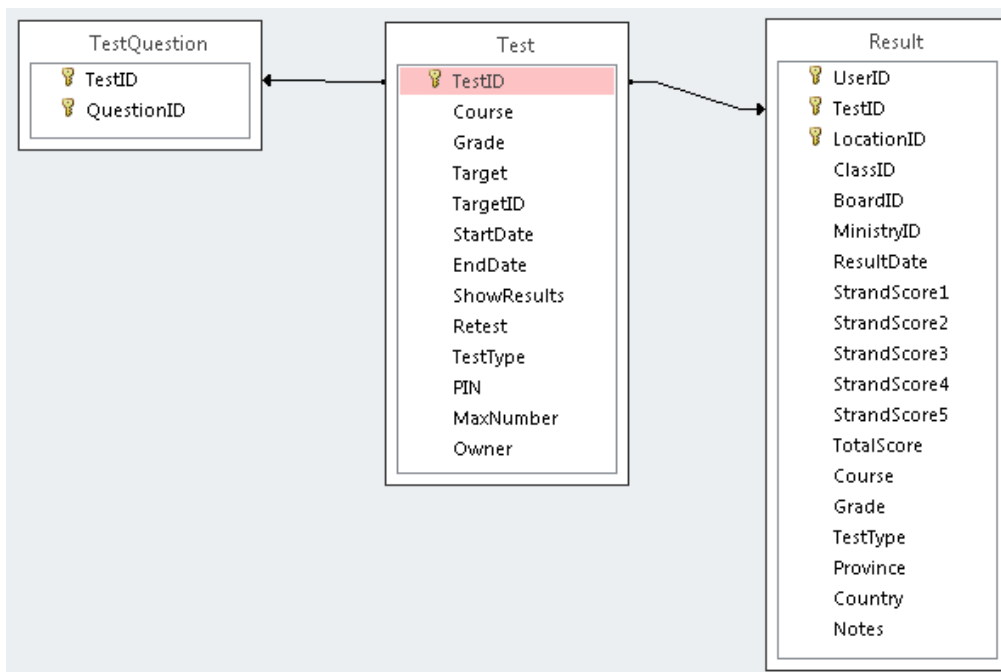 TestQuestion
TestID
QuestionID
Test
TestID
Course
Grade
Target
TargetID
StartDate
EndDate
ShowResults
Retest
TestType
PIN
MaxNumber
Owner
Result
UserID
TestID
LocationID
ClassID
BoardID
MinistryID
ResultDate
StrandScore1
StrandScore2
StrandScore3
StrandScore4
StrandScore5
TotalScore
Course
Grade
TestType
Province
Country
Notes